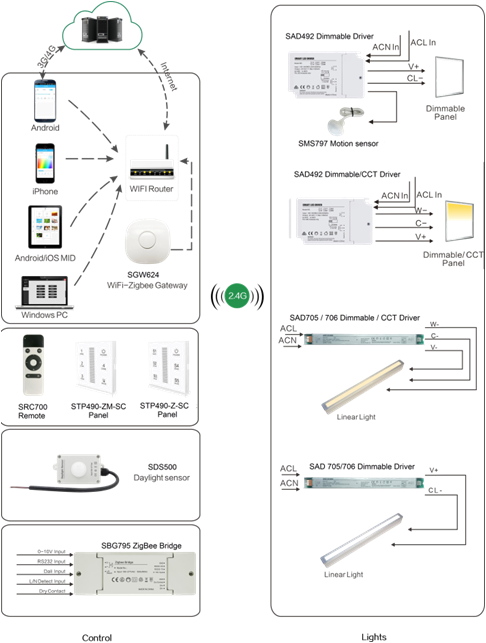 3G/4G
Internet
Android
iPhone
WIFI Router
Android/iOS MID
SGW624
WiFi-Zigbee Gateway
Windows PC
2.4G
SRC700
Remote
STP490-ZM-SC
Panel
STP490-Z-SC
Panel
SDS500
Daylight sensor
SBG795 ZigBee Bridge
0-10V Input
RS232 Input
Dali Input
LiN Detect Input
Dry Contact
Control
SAD492 Dimmable Driver
ACN In
ACL In
V+
CL-
Dimmable
Panel
SMS797 Motion sensor
SAD492 Dimmable/CCT Driver
ACN In
ACL In
W-
C-
V+
Dimmable/ CCT
Panel
SAD705 / 706 Dimmable / CCT Driver
ACL
ACN
W-
C-
V-
Linear Light
SAD 705/706 Dimmable Driver
ACL
ACN
V+
CL-
Linear Light
Lights